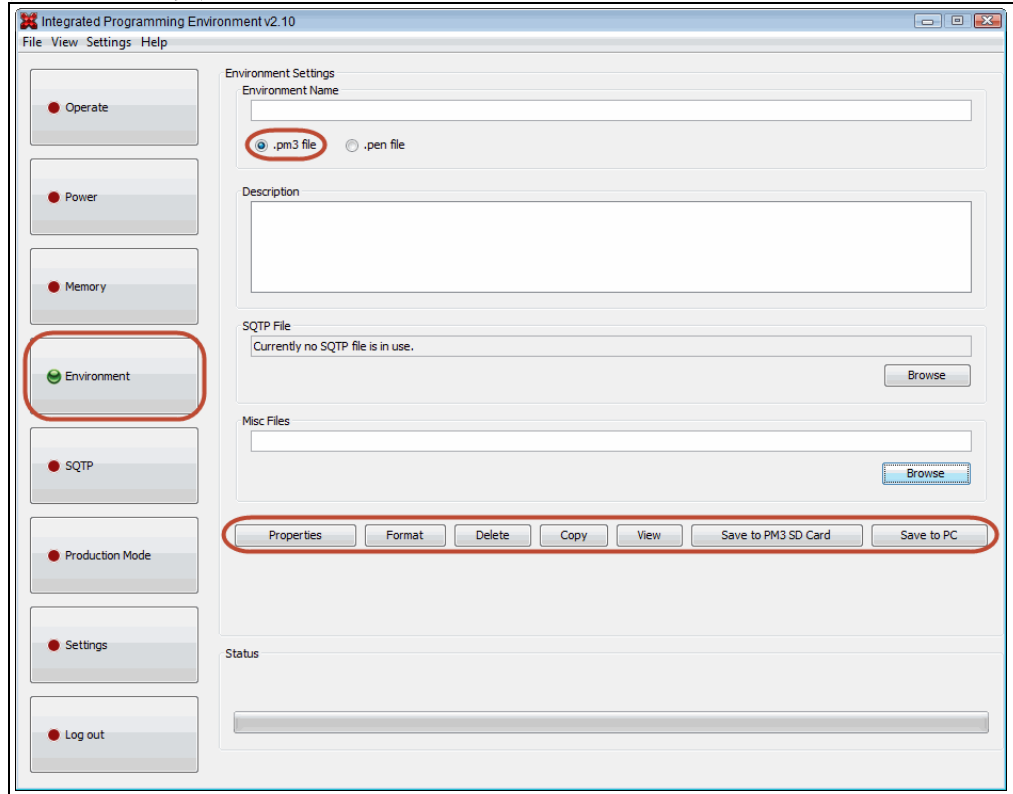 Integrated Programming Environment v2.10
File View Settings Help
Operate
Power
Memory
Environment
SQTP
Production Mode
Settings
Log out
Environment Settings
Environment Name
.pm3 file
.pen file
Description
SQTP File
Currently no SQTP file is in use.
Browse
Misc Files
Browse
Properties Format Delete Copy View Save to PM3 SD Card Save to PC
Status